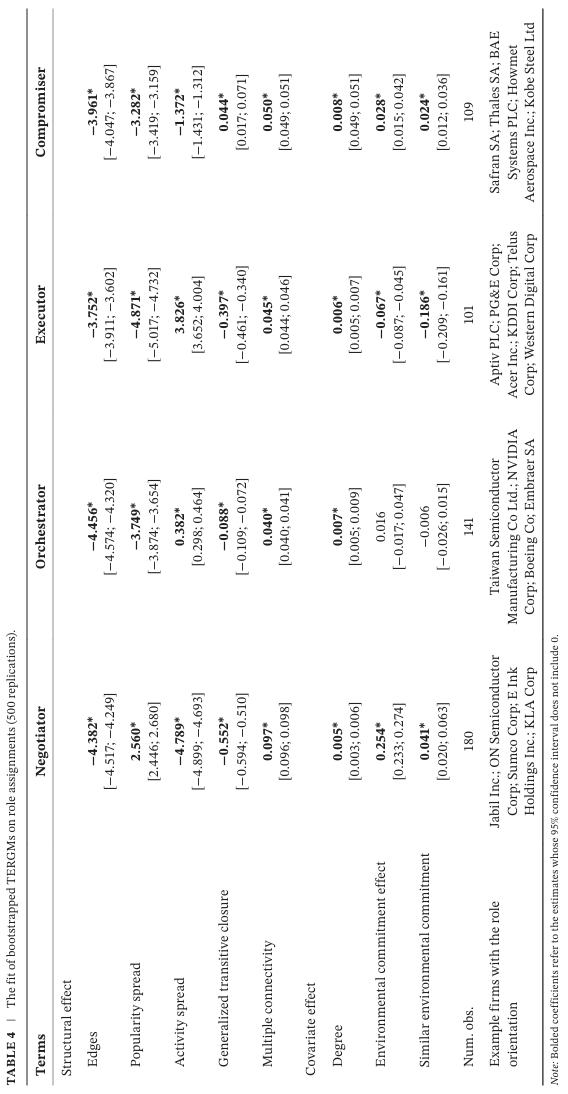 TABLE 4 | The fit of bootstrapped TERGMs on role assignments (500 replications).
Terms Negotiator Orchestrator Executor Compromiser
Structural effect
Edges −4.382* −4.456* −3.752* −3.961*
[−4.517; −4.249] [−4.574; −4.320] [−3.911; −3.602] [−4.047; −3.867]
Popularity spread 2.560* −3.749* −4.871* −3.282*
[2.446; 2.680] [−3.874; −3.654] [−5.017; −4.732] [−3.419; −3.159]
Activity spread −4.789* 0.382* 3.826* −1.372*
[−4.899; −4.693] [0.298; 0.464] [3.652; 4.004] [−1.431; −1.312]
Generalized transitive closure −0.552* −0.088* −0.397* 0.044*
[−0.594; −0.510] [−0.109; −0.072] [−0.461; −0.340] [0.017; 0.071]
Multiple connectivity 0.097* 0.040* 0.045* 0.050*
[0.096; 0.098] [0.040; 0.041] [0.044; 0.046] [0.049; 0.051]
Covariate effect
Degree 0.005* 0.007* 0.006* 0.008*
[0.003; 0.006] [0.005; 0.009] [0.005; 0.007] [0.049; 0.051]
Environmental commitment effect 0.254* 0.016 −0.067* 0.028*
[0.233; 0.274] [−0.017; 0.047] [−0.087; −0.045] [0.015; 0.042]
Similar environmental commitment 0.041* −0.006 −0.186* 0.024*
[0.020; 0.063] [−0.026; 0.015] [−0.209; −0.161] [0.012; 0.036]
Num. obs. 180 141 101 109
Example firms with the role Jabil Inc.; ON Semiconductor Taiwan Semiconductor Aptiv PLC; PG&E Corp; Safran SA; Thales SA; BAE
orientation Corp; Sumco Corp; E Ink Manufacturing Co Ltd.; NVIDIA Acer Inc.; KDDI Corp; Telus Systems PLC; Howmet
Holdings Inc.; KLA Corp Corp; Boeing Co; Embraer SA Corp; Western Digital Corp Aerospace Inc.; Kobe Steel Ltd
Note: Bolded coefficients refer to the estimates whose 95% confidence interval does not include 0.